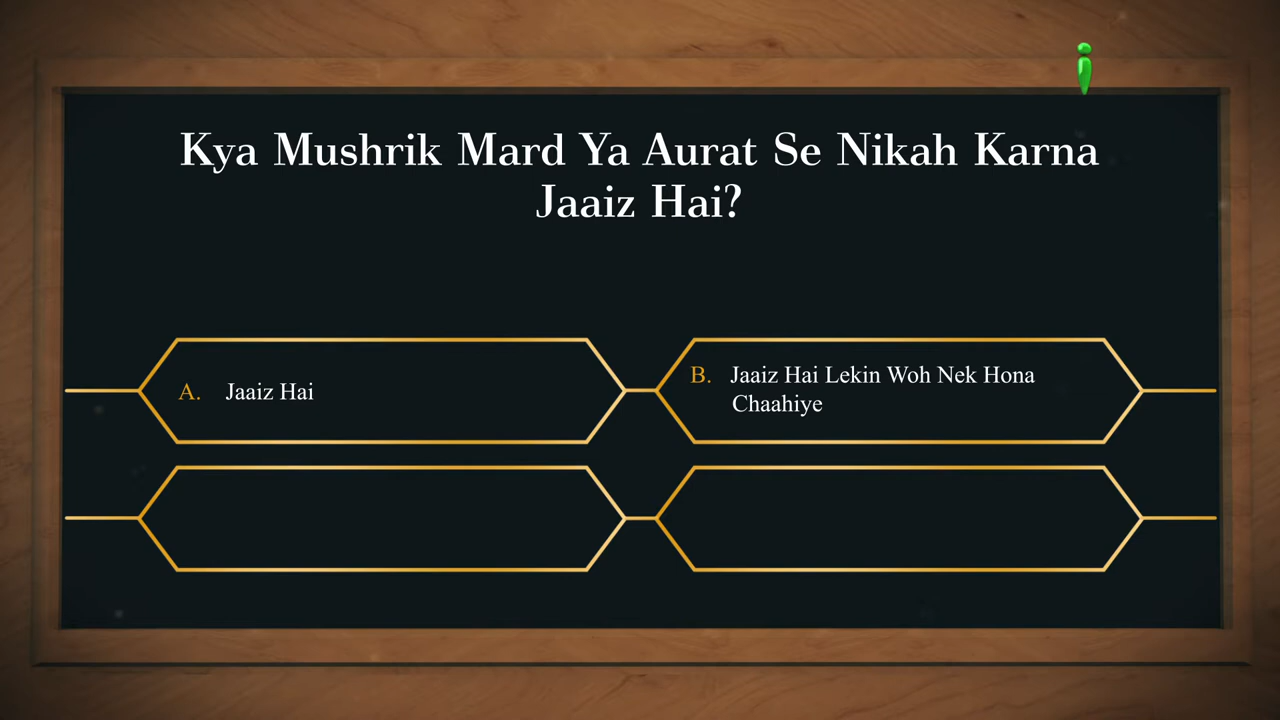 Kya Mushrik Mard Ya Aurat Se Nikah Karna
Jaaiz Hai?
A. Jaaiz Hai
B. Jaaiz Hai Lekin Woh Nek Hona
Chaahiye